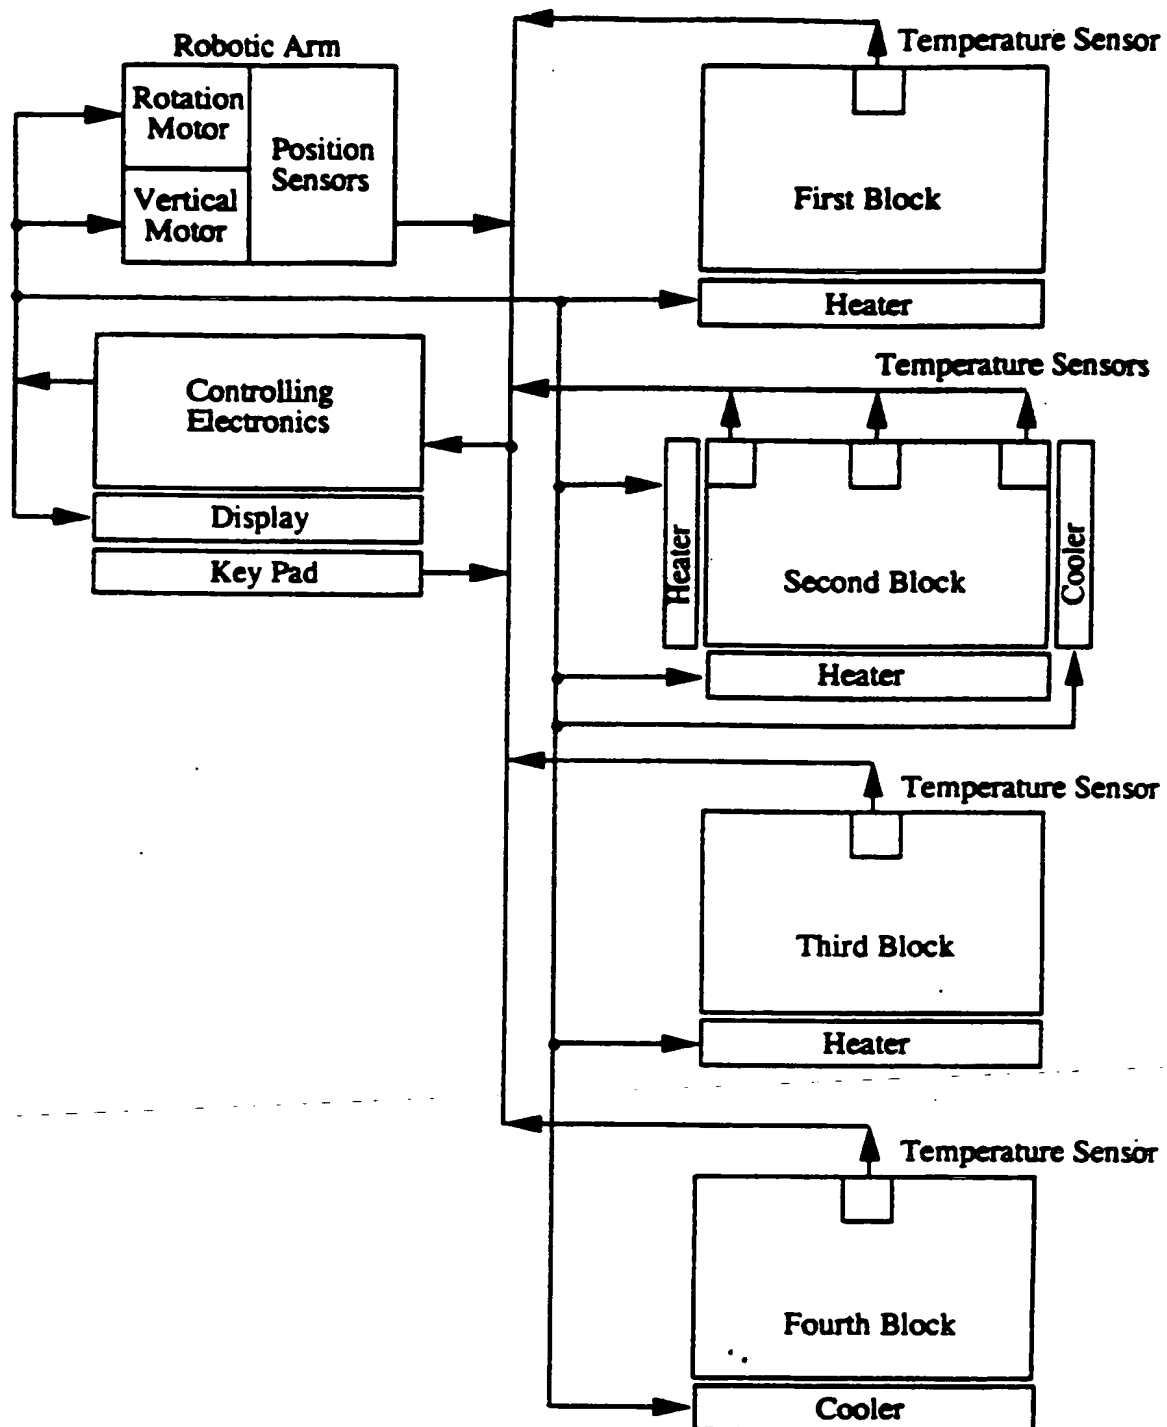 Robotic Arm
Rotation
Motor
Vertical
Motor
Position
Sensors
Controlling
Electronics
Display
Key Pad
Temperature Sensor
First Block
Heater
Temperature Sensors
Heater
Second Block
Cooler
Heater
Temperature Sensor
Third Block
Heater
Temperature Sensor
Fourth Block
Cooler